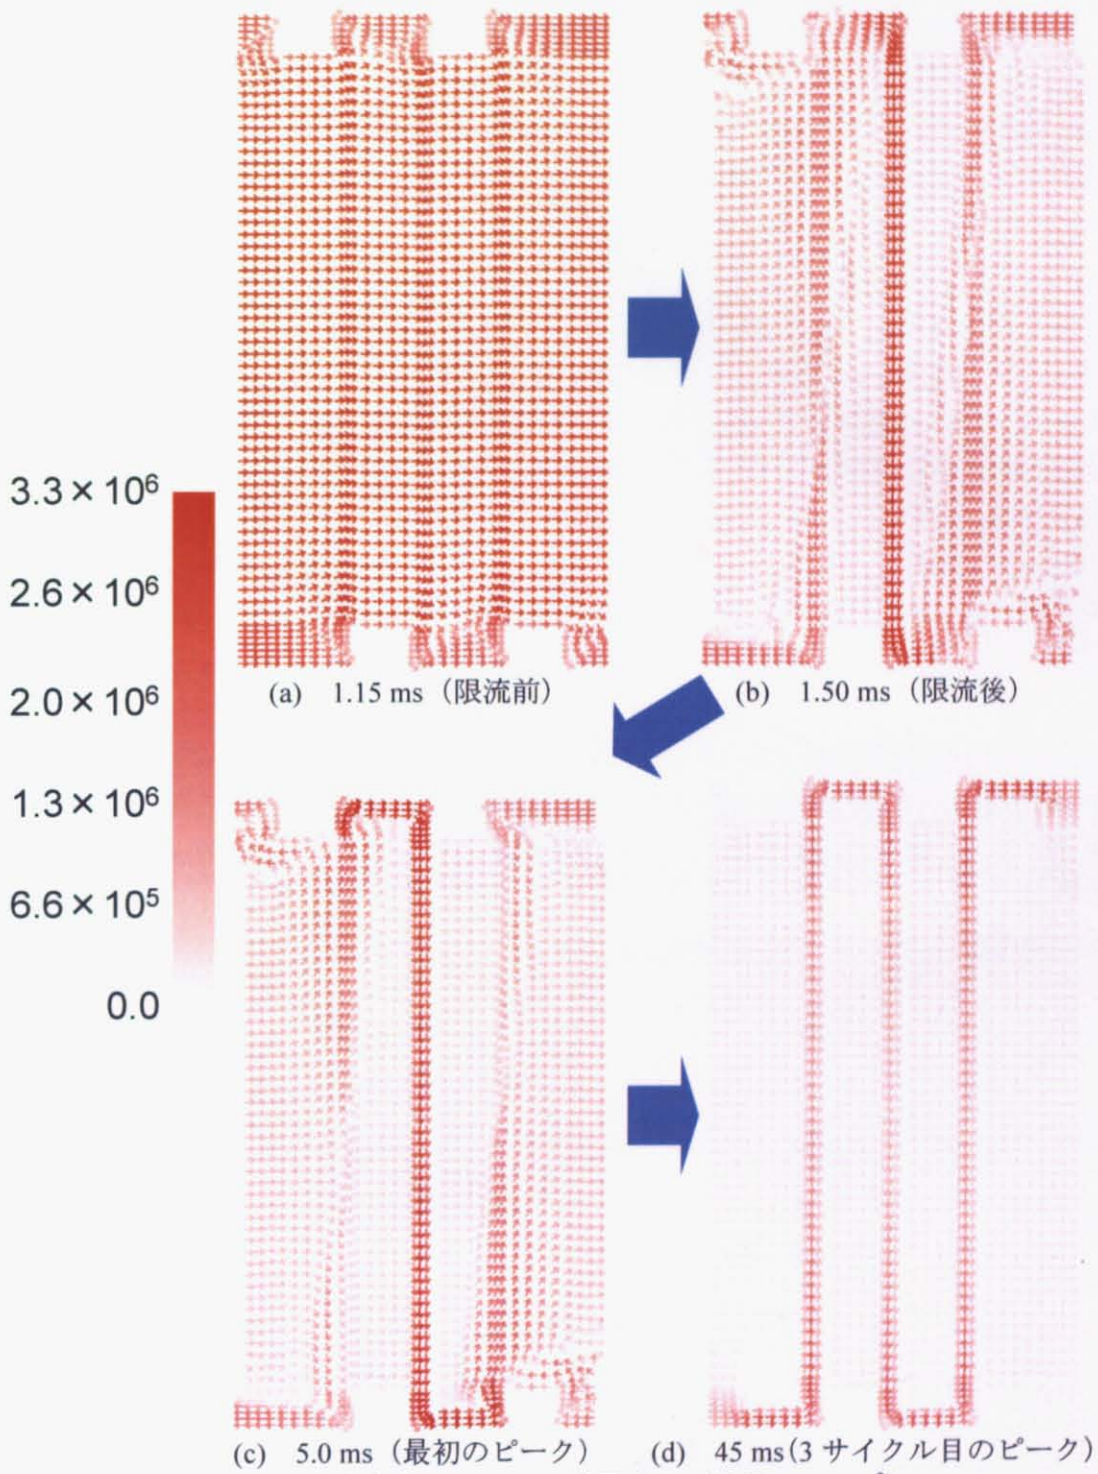 3.3 × 10⁶
2.6 × 10⁶
2.0 × 10⁶
1.3 × 10⁶
6.6 × 10⁵
0.0
(a) 1.15 ms（限流前）
(b) 1.50 ms（限流後）
(c) 5.0 ms（最初のピーク）
(d) 45 ms(3 サイクル目のピーク)